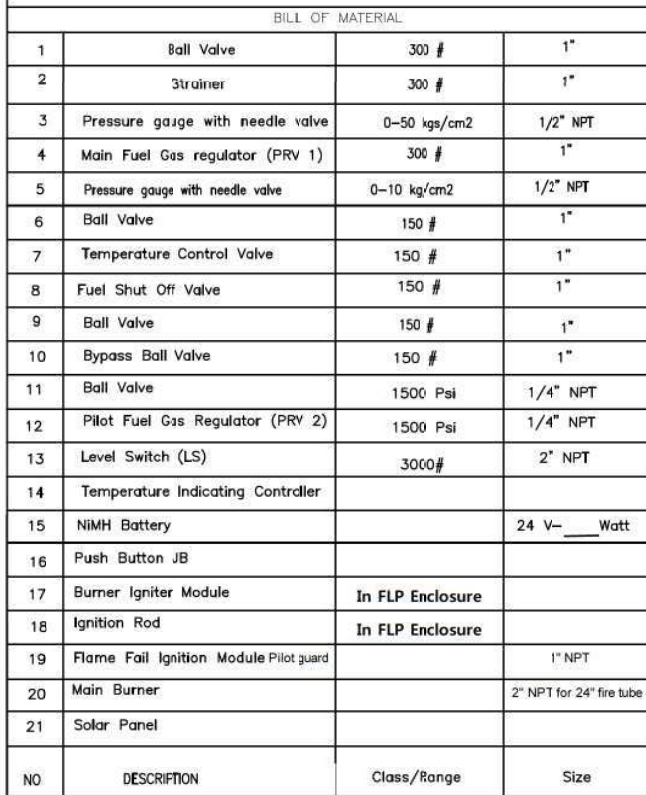 BILL OF MATERIAL
1 Ball Valve 300 # 1"
2 Strainer 300 # 1"
3 Pressure gauge with needle valve 0-50 kgs/cm2 1/2" NPT
4 Main Fuel Gas regulator (PRV 1) 300 # 1"
5 Pressure gauge with needle valve 0-10 kg/cm2 1/2" NPT
6 Ball Valve 150 # 1"
7 Temperature Control Valve 150 # 1"
8 Fuel Shut Off Valve 150 # 1"
9 Ball Valve 150 # 1"
10 Bypass Ball Valve 150 # 1"
11 Ball Valve 1500 Psi 1/4" NPT
12 Pilot Fuel Gas Regulator (PRV 2) 1500 Psi 1/4" NPT
13 Level Switch (LS) 3000# 2" NPT
14 Temperature Indicating Controller
15 NiMH Battery 24 V-____Watt
16 Push Button JB
17 Burner Igniter Module In FLP Enclosure
18 Ignition Rod In FLP Enclosure
19 Flame Fail Ignition Module Pilot guard 1" NPT
20 Main Burner 2" NPT for 24" fire tube
21 Solar Panel
NO DESCRIPTION Class/Range Size